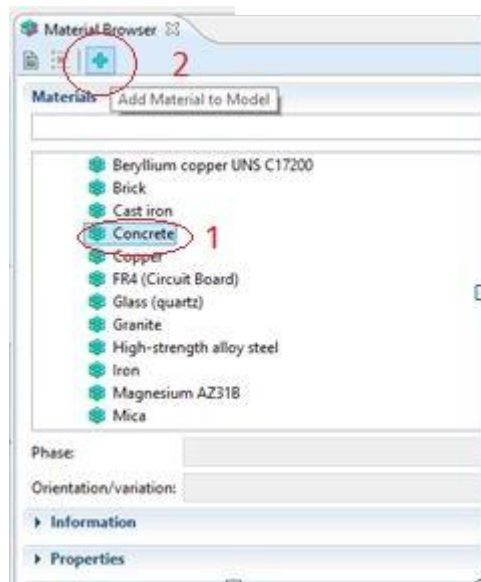 Material Browser
2
Materials
Add Material to Model
Beryllium copper UNS C17200
Brick
Cast iron
Concrete 1
Copper
FR4 (Circuit Board)
Glass (quartz)
Granite
High-strength alloy steel
Iron
Magnesium AZ31B
Mica
Phase:
Orientation/variation:
Information
Properties